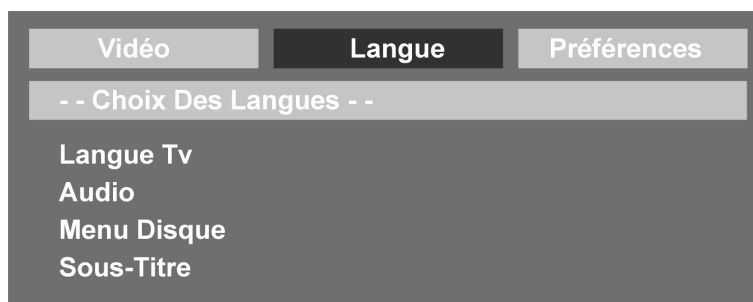 Vidéo Langue Préférences
- - Choix Des Langues - -
Langue Tv
Audio
Menu Disque
Sous-Titre